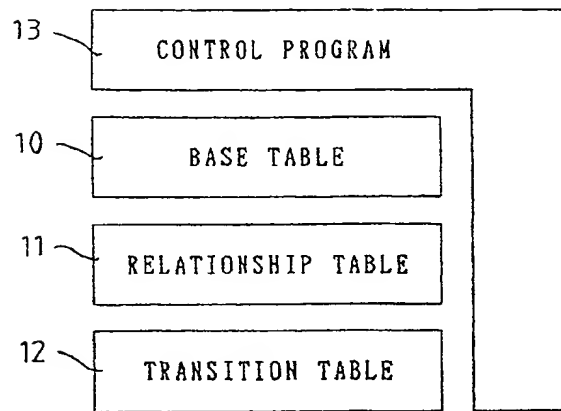 13 CONTROL PROGRAM
10 BASE TABLE
11 RELATIONSHIP TABLE
12 TRANSITION TABLE